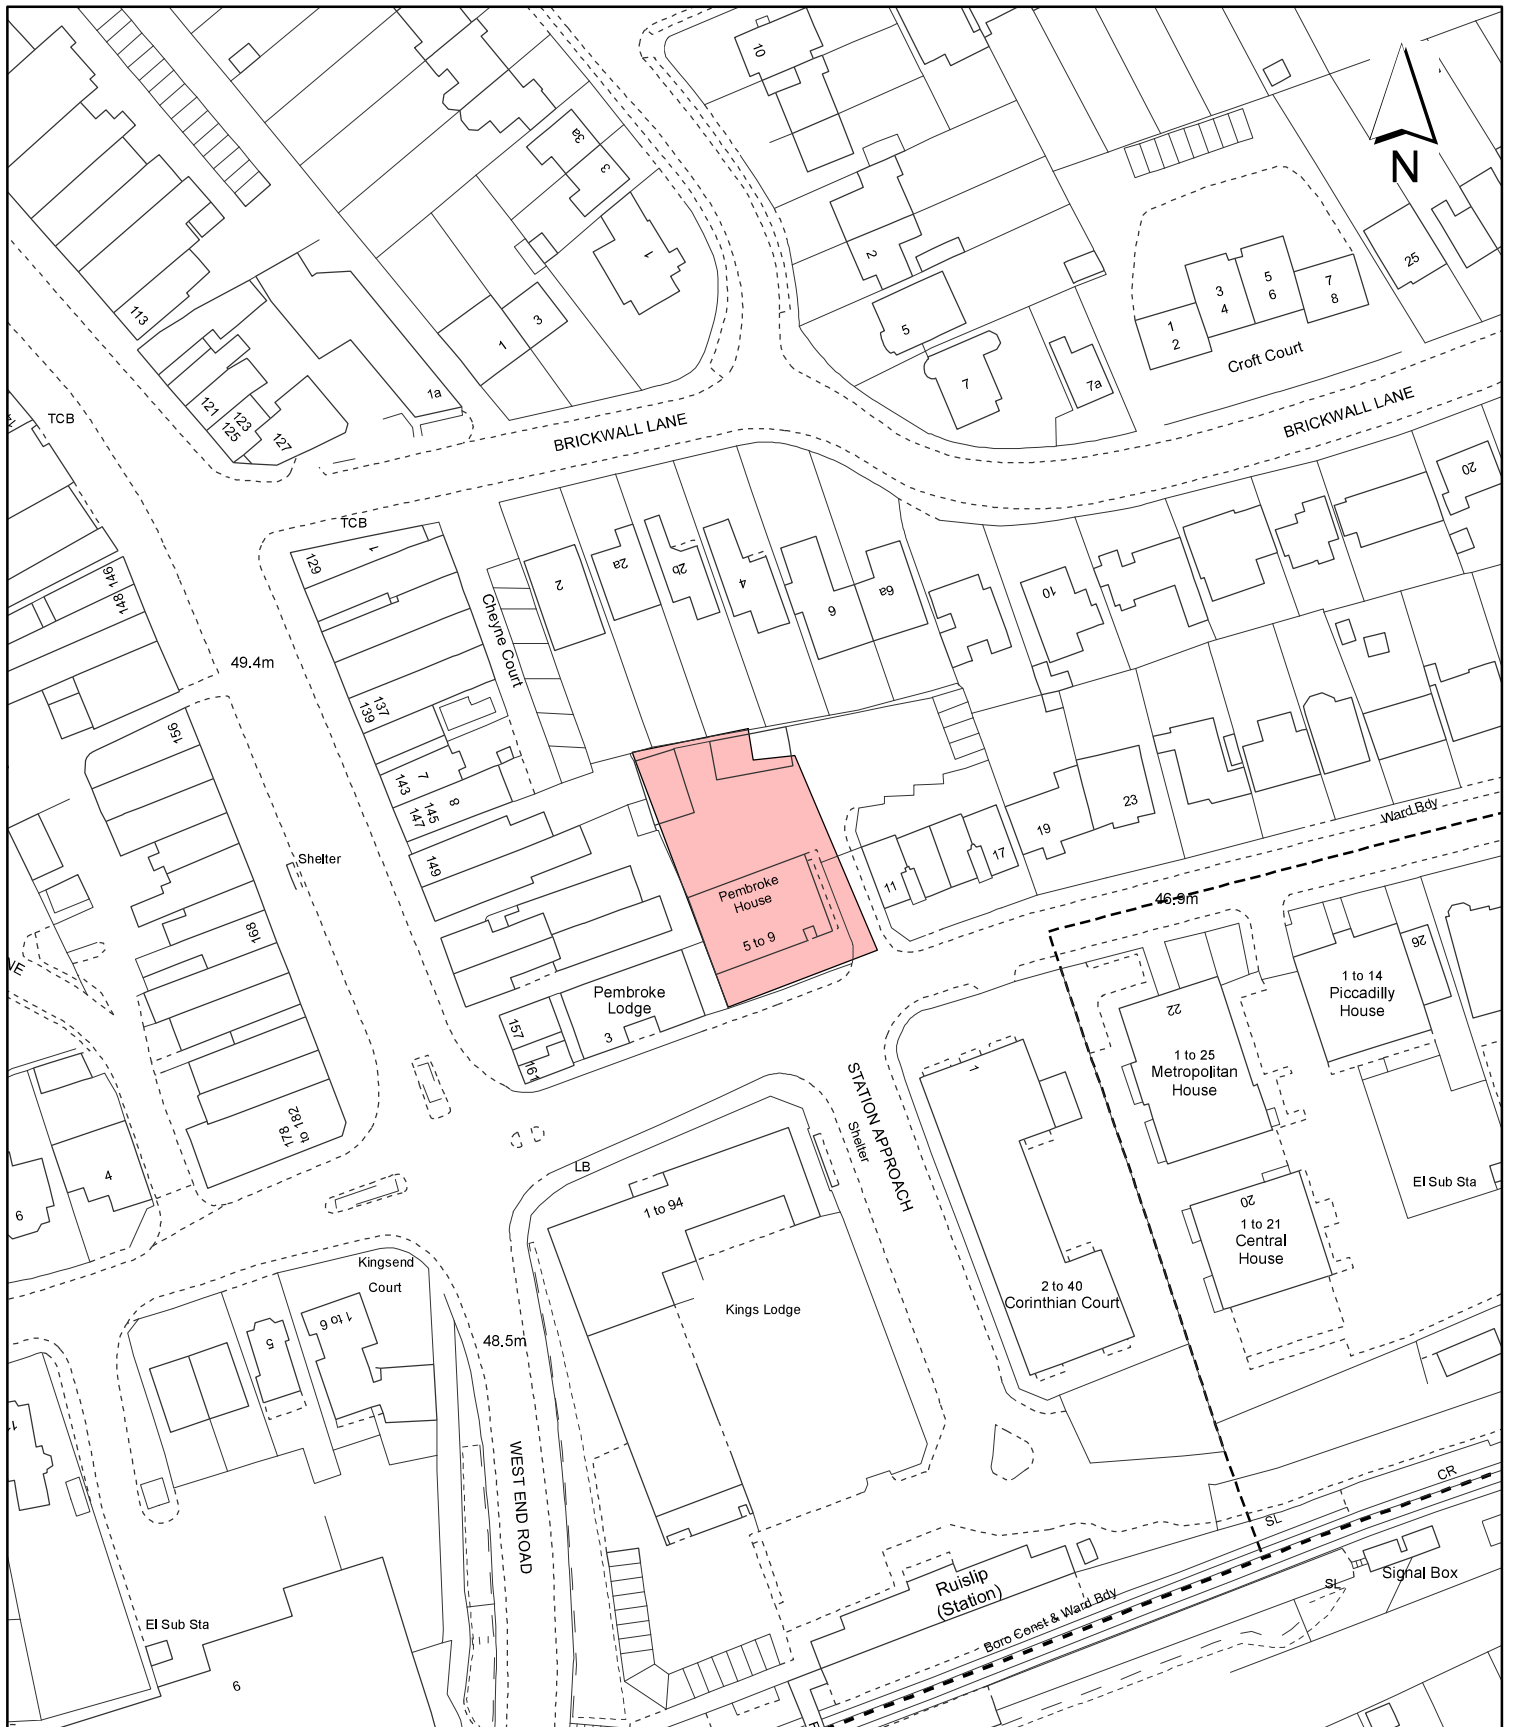 10
3a
3
1
2
3
1
1a
113
121
123
125
127
TCB
5
7
7a
1
2
3
4
5
6
7
8
25
Croft Court
N
BRICKWALL LANE
BRICKWALL LANE
20
TCB
129
1
146
148
Cheyne Court
2
2a
2b
4
6
6a
10
49.4m
137
139
156
143
7
8
145
147
149
Shelter
168
Pembroke
House
5 to 9
11
17
19
23
Ward Bdy
46.9m
Pembroke
Lodge
3
157
161
22
1 to 25
Metropolitan
House
1 to 14
Piccadilly
House
26
STATION APPROACH
Shelter
1
178
to 182
4
6
LB
1 to 94
Kings Lodge
2 to 40
Corinthian Court
20
1 to 21
Central
House
El Sub Sta
Kingsend
Court
1 to 6
5
48.5m
WEST END ROAD
El Sub Sta
6
Ruislip
(Station)
Boro Const & Ward Bdy
SL
CR
SL
Signal Box